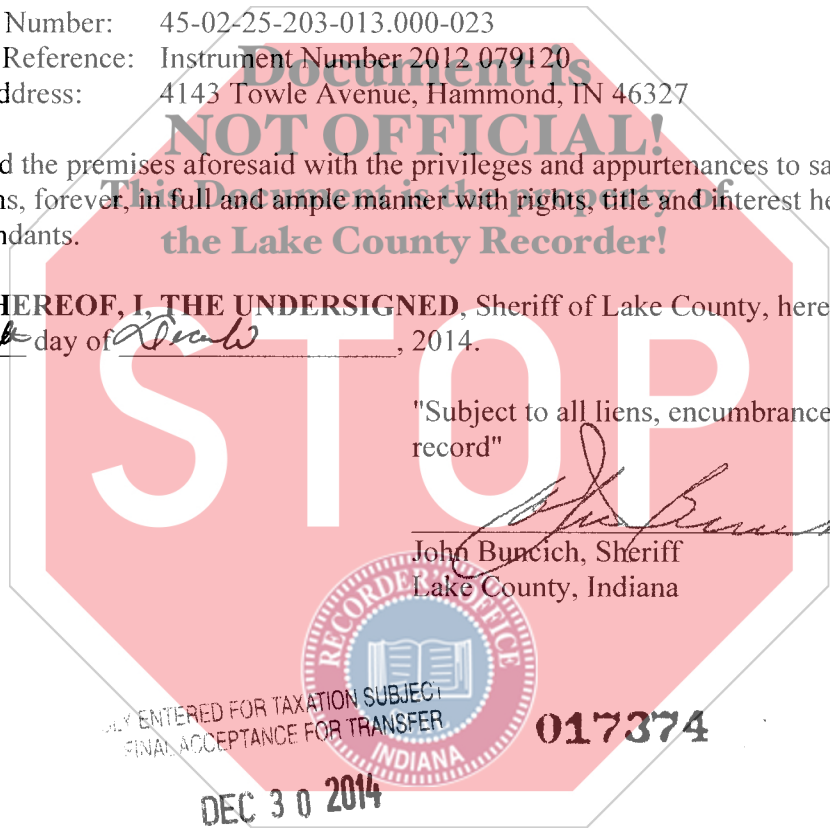 Number: 45-02-25-203-013.000-023
Reference: Instrument Number 2012 079120
ddress: 4143 Towle Avenue, Hammond, IN 46327
Document is
NOT OFFICIAL!
This Document is the property of
the Lake County Recorder!
d the premises aforesaid with the privileges and appurtenances to sa
ns, forever, in full and ample manner with rights, title and interest he
ndants.
HEREOF, I, THE UNDERSIGNED, Sheriff of Lake County, here
day of , 2014.
STOP
"Subject to all liens, encumbrance
record"
John Buncich, Sheriff
Lake County, Indiana
RECORDER'S OFFICE
INDIANA
ENTERED FOR TAXATION SUBJECT
FINAL ACCEPTANCE FOR TRANSFER
017374
DEC 30 2014